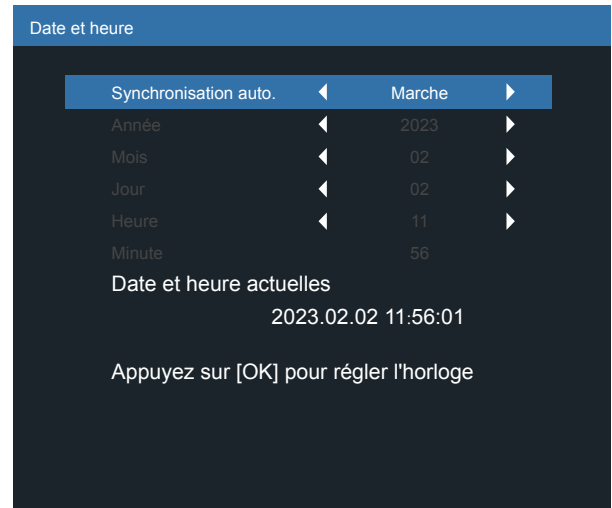 Date et heure
Synchronisation auto. Marche
Année 2023
Mois 02
Jour 02
Heure 11
Minute 56
Date et heure actuelles
2023.02.02 11:56:01
Appuyez sur [OK] pour régler l'horloge